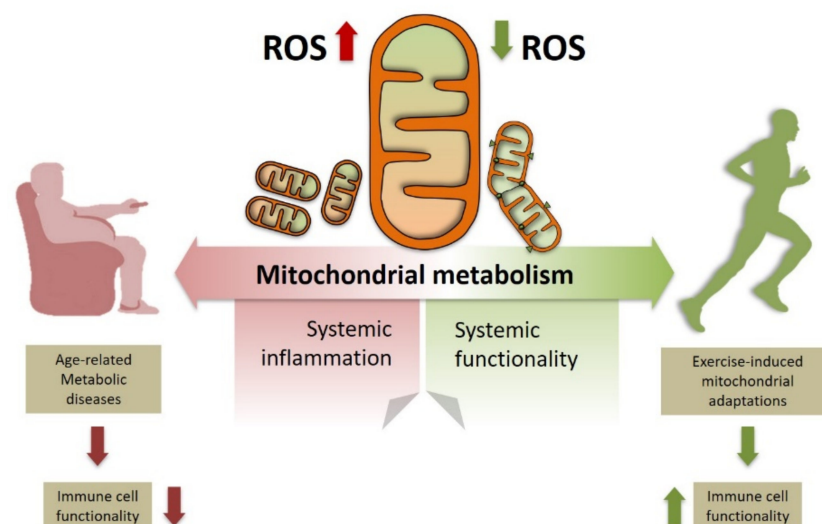 ROS
ROS
Mitochondrial metabolism
Systemic
inflammation
Systemic
functionality
Age-related
Metabolic
diseases
Exercise-induced
mitochondrial
adaptations
Immune cell
functionality
Immune cell
functionality